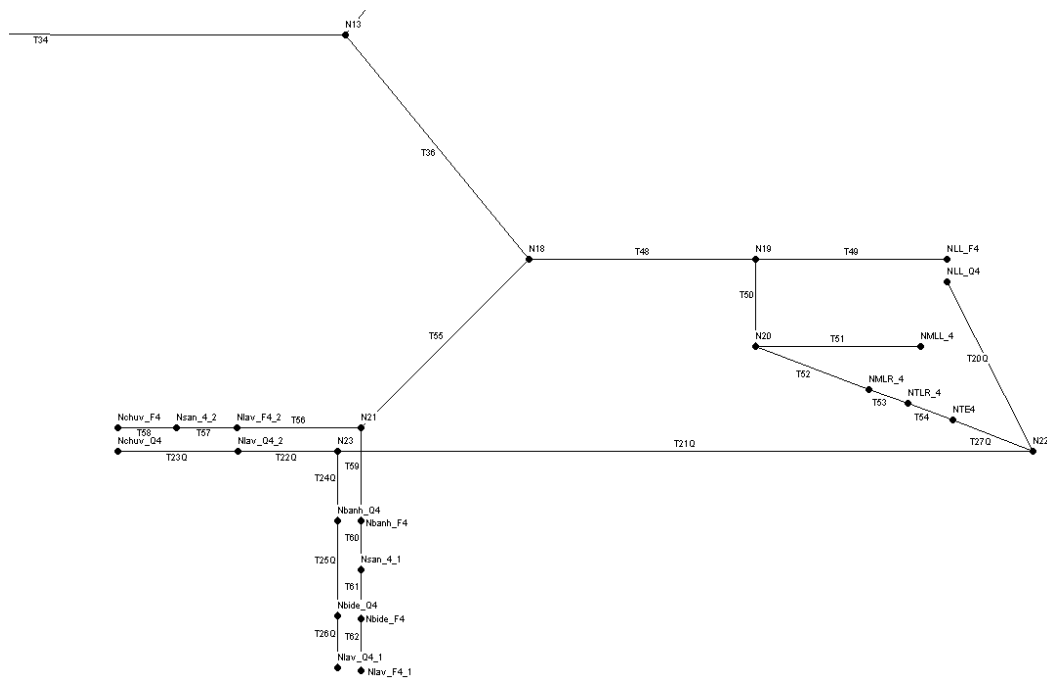 N13
T34
T36
N18
T48
N19
T49
NLL_F4
NLL_Q4
T50
T55
N20
T51
NMLL_4
T20Q
T52
NMLR_4
T53
NTLR_4
T54
NTE4
T27Q
N22
Nchuv_F4
Nsan_4_2
Nlav_F4_2
T56
N21
T58
T57
Nchuv_Q4
Nlav_Q4_2
N23
T21Q
T23Q
T22Q
T59
T24Q
Nbanh_Q4
Nbanh_F4
T60
T25Q
Nsan_4_1
T61
Nbide_Q4
Nbide_F4
T26Q
T62
Nlav_Q4_1
Nlav_F4_1